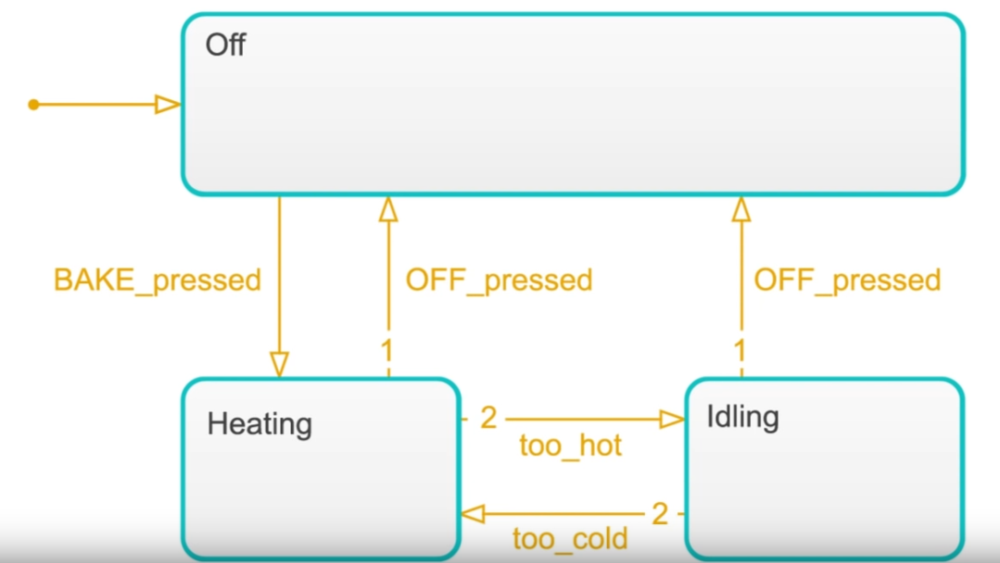 Off
BAKE_pressed
OFF_pressed
OFF_pressed
1
1
Heating
2
too_hot
Idling
2
too_cold